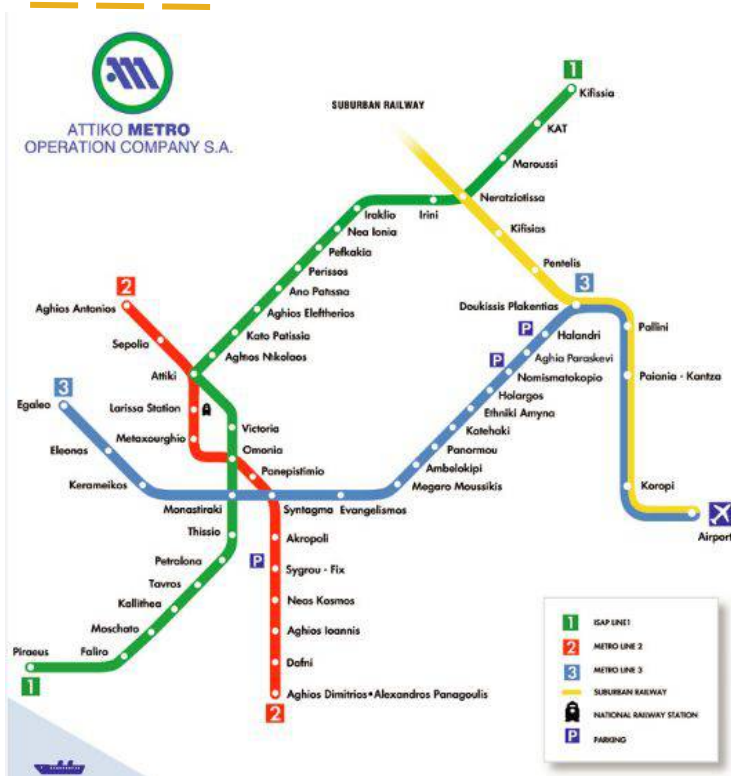 ATTIKO METRO
OPERATION COMPANY S.A.
SUBURBAN RAILWAY
1
Kifissia
KAT
Maroussi
Neratziotissa
Irini
Iraklio
Nea Ionia
Pefkakia
Perissos
Ano Patissia
Aghios Eleftherios
Kato Patissia
Aghios Nikolaos
Kifisias
Pentelis
3
Doukissis Plakentias
2
Aghios Antonios
Sepolia
Attiki
Larissa Station
Metaxourghio
Victoria
Omonia
Panepistimio
3
Egaleo
Eleonas
Kerameikos
Monastiraki
Syntagma
Evangelismos
Megaro Moussikis
Ambelokipi
Panormou
Katehaki
Ethniki Amyna
Holargos
Nomismatokopio
P
Aghia Paraskevi
P
Halandri
Pallini
Paiania - Kantza
Koropi
Airport
Thissio
Petralona
Tavros
Kallithea
Moschato
Faliro
Piraeus
1
Akropoli
P
Sygrou - Fix
Neos Kosmos
Aghios Ioannis
Dafni
Aghios Dimitrios•Alexandros Panagoulis
2
1 ISAP LINE1
2 METRO LINE 2
3 METRO LINE 3
SUBURBAN RAILWAY
NATIONAL RAILWAY STATION
P PARKING